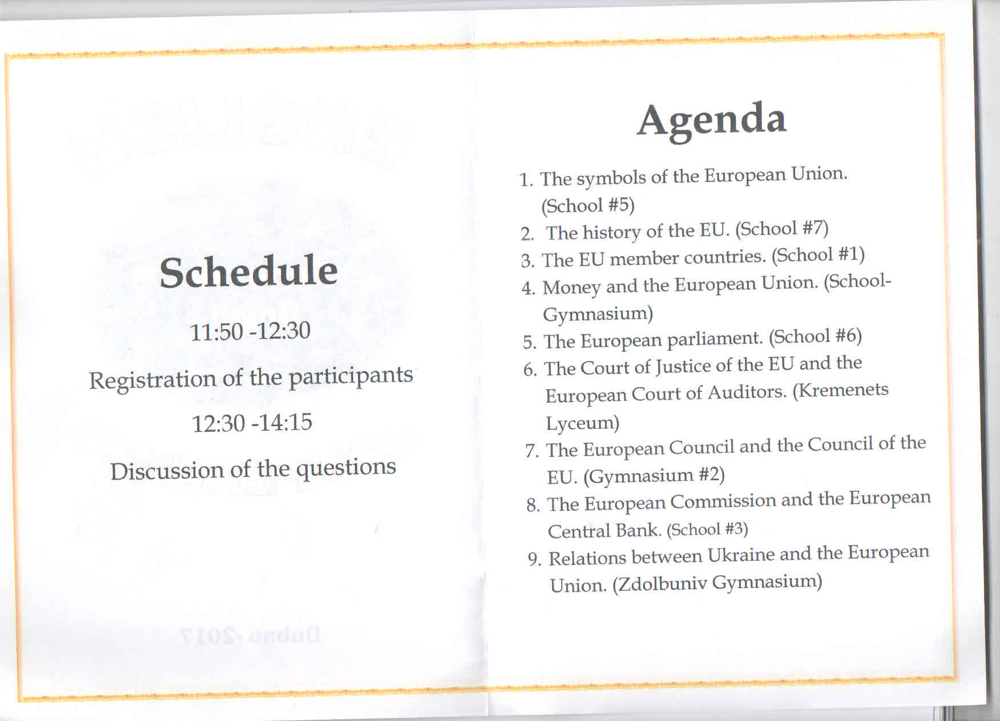 Schedule
11:50 -12:30
Registration of the participants
12:30 -14:15
Discussion of the questions
Dubno -2017
Agenda
1. The symbols of the European Union.
(School #5)
2. The history of the EU. (School #7)
3. The EU member countries. (School #1)
4. Money and the European Union. (School-
Gymnasium)
5. The European parliament. (School #6)
6. The Court of Justice of the EU and the
European Court of Auditors. (Kremenets
Lyceum)
7. The European Council and the Council of the
EU. (Gymnasium #2)
8. The European Commission and the European
Central Bank. (School #3)
9. Relations between Ukraine and the European
Union. (Zdolbuniv Gymnasium)